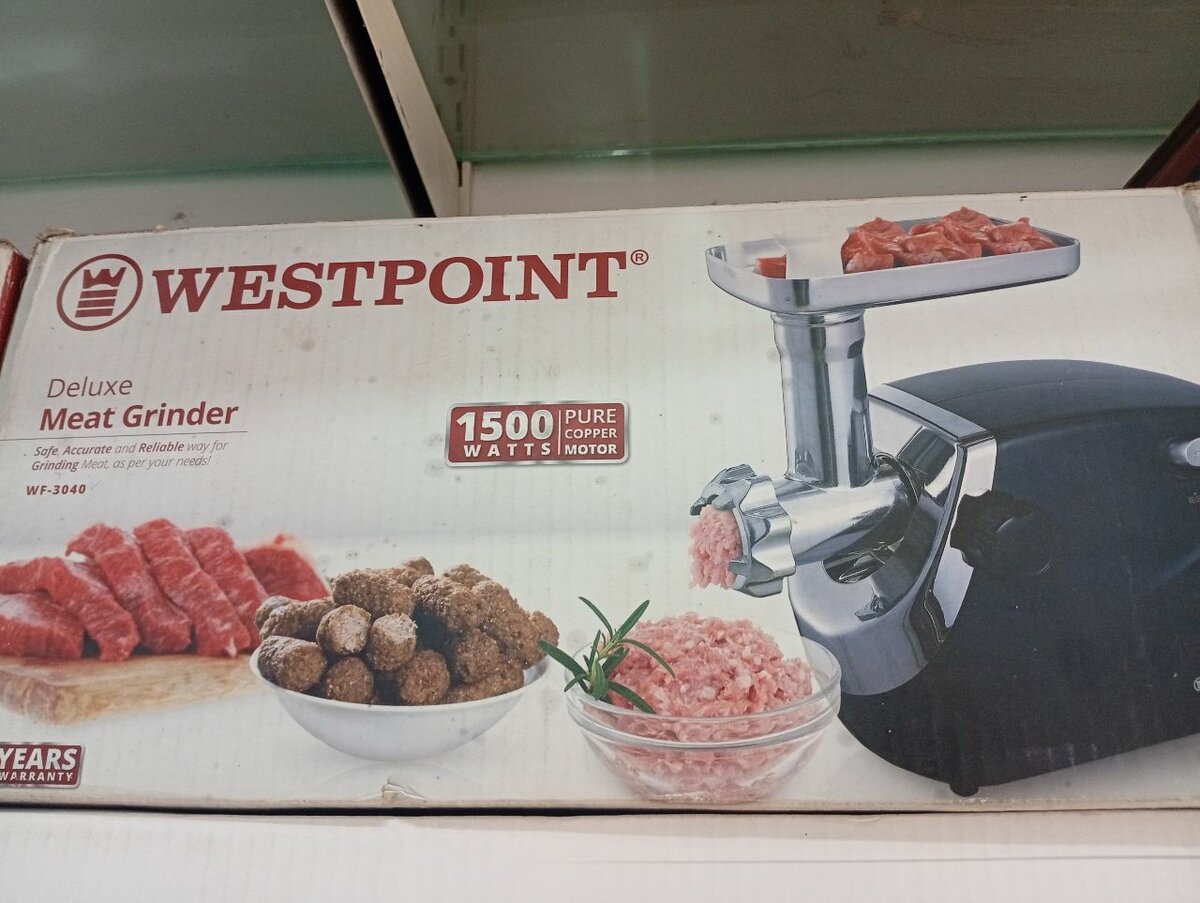 WESTPOINT®
Deluxe
Meat Grinder
Safe, Accurate and Reliable way for
Grinding Meat, as per your needs!
WF-3040
1500 WATTS
PURE
COPPER
MOTOR
YEARS
WARRANTY